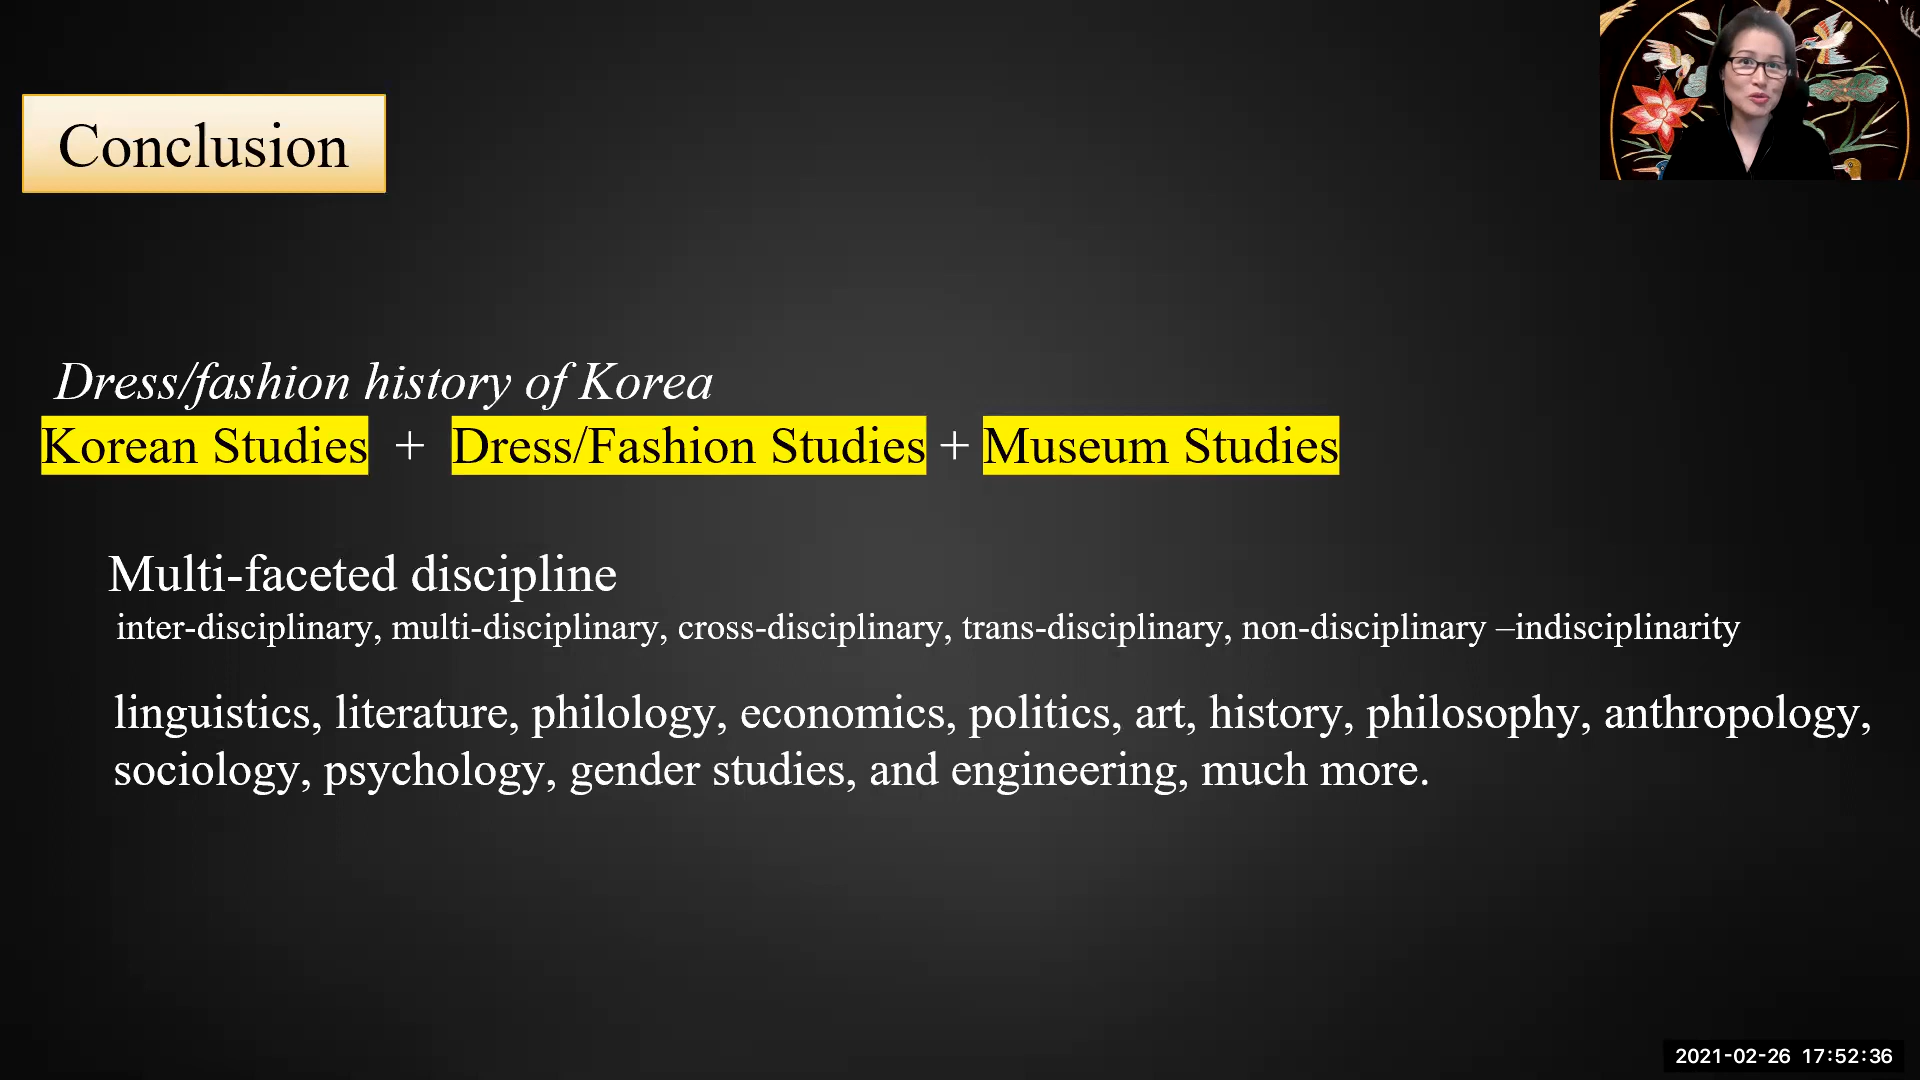 Conclusion
Dress/fashion history of Korea
Korean Studies + Dress/Fashion Studies + Museum Studies
Multi-faceted discipline
inter-disciplinary, multi-disciplinary, cross-disciplinary, trans-disciplinary, non-disciplinary –indisciplinarity
linguistics, literature, philology, economics, politics, art, history, philosophy, anthropology,
sociology, psychology, gender studies, and engineering, much more.
2021-02-26 17:52:36